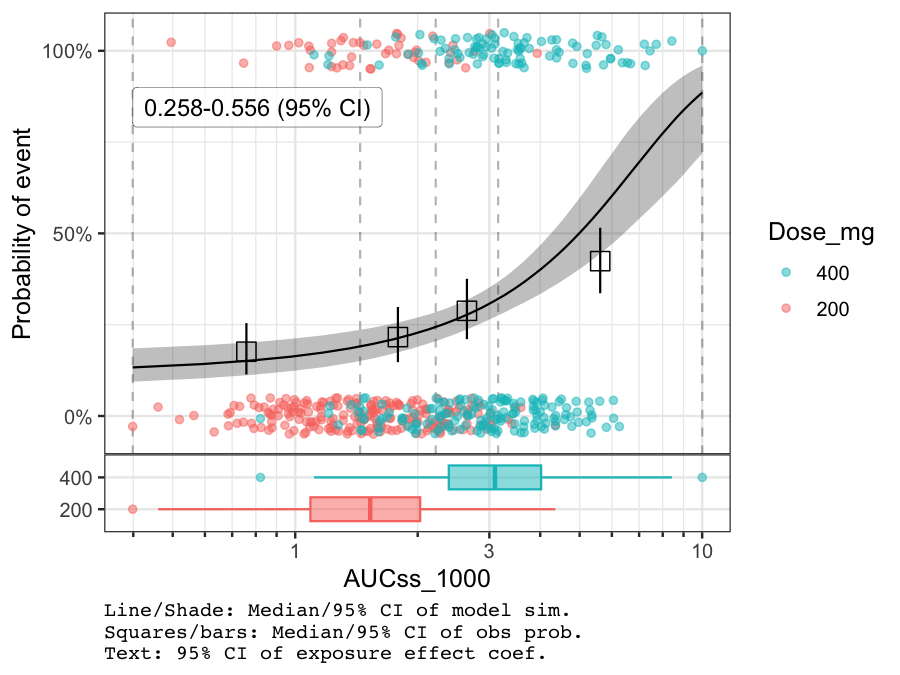 100%
0.258-0.556 (95% CI)
Probability of event
50%
0%
Dose_mg
400
200
400
200
1
3
10
AUCss_1000
Line/Shade: Median/95% CI of model sim.
Squares/bars: Median/95% CI of obs prob.
Text: 95% CI of exposure effect coef.